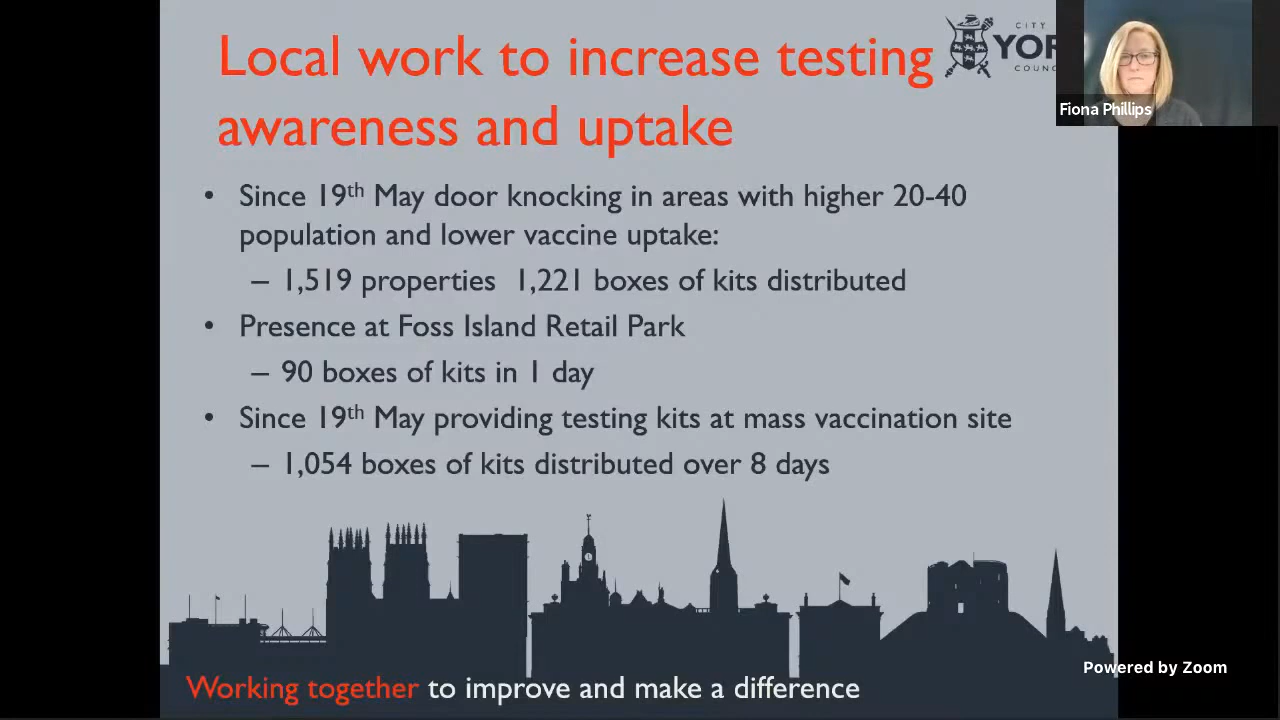 Local work to increase testing
awareness and uptake
CITY
YOR
COUNC
Fiona Phillips
• Since 19th May door knocking in areas with higher 20-40
population and lower vaccine uptake:
– 1,519 properties 1,221 boxes of kits distributed
• Presence at Foss Island Retail Park
– 90 boxes of kits in 1 day
• Since 19th May providing testing kits at mass vaccination site
– 1,054 boxes of kits distributed over 8 days
Powered by Zoom
Working together to improve and make a difference